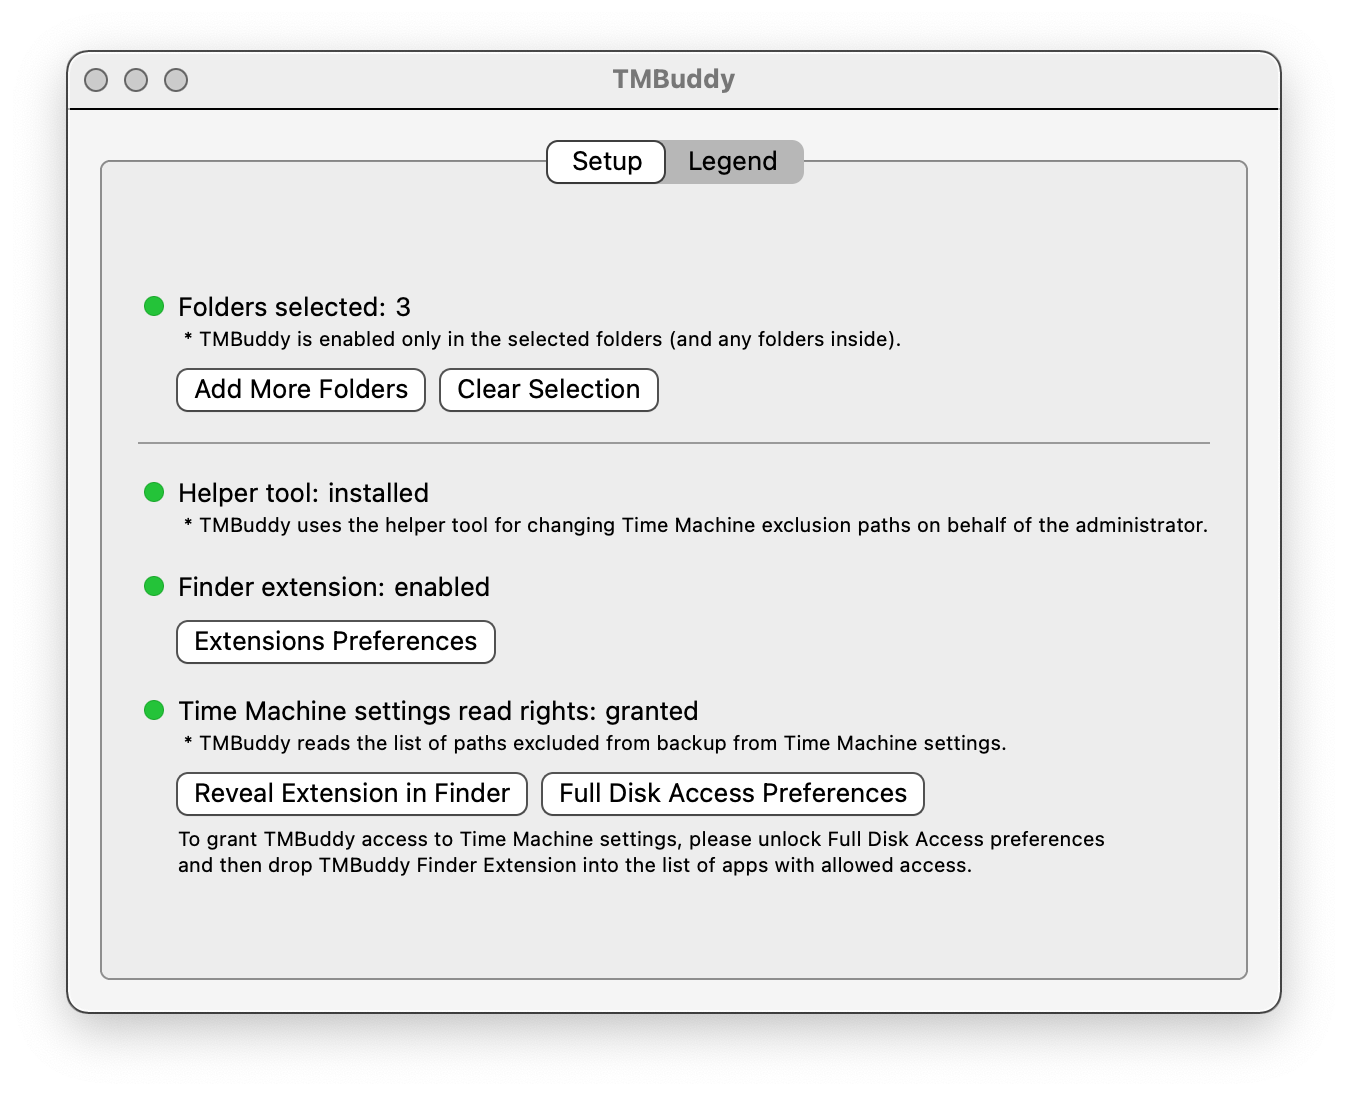 TMBuddy
Setup Legend
Folders selected: 3
* TMBuddy is enabled only in the selected folders (and any folders inside).
Add More Folders Clear Selection
Helper tool: installed
* TMBuddy uses the helper tool for changing Time Machine exclusion paths on behalf of the administrator.
Finder extension: enabled
Extensions Preferences
Time Machine settings read rights: granted
* TMBuddy reads the list of paths excluded from backup from Time Machine settings.
Reveal Extension in Finder Full Disk Access Preferences
To grant TMBuddy access to Time Machine settings, please unlock Full Disk Access preferences
and then drop TMBuddy Finder Extension into the list of apps with allowed access.